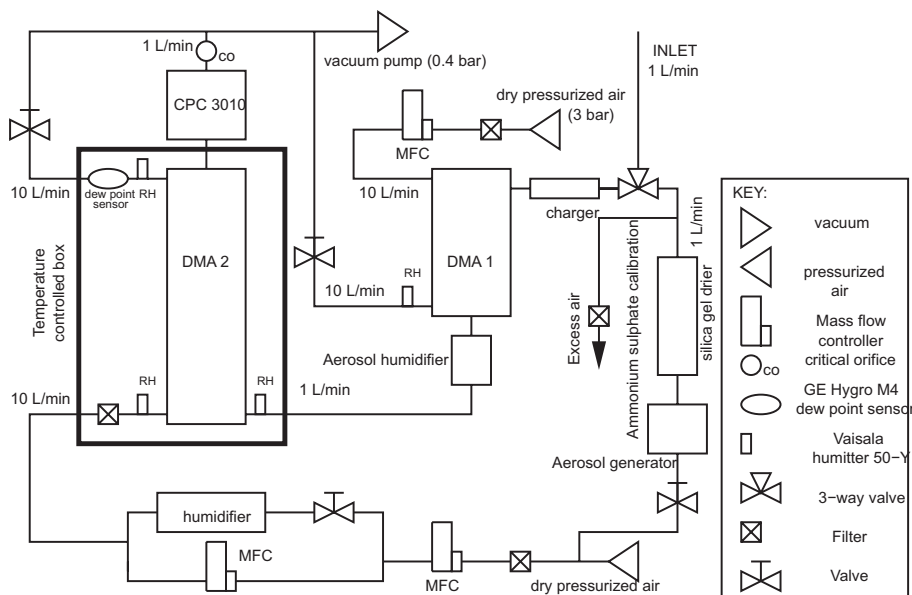 1 L/min
co
vacuum pump (0.4 bar)
CPC 3010
INLET
1 L/min
dry pressurized air
(3 bar)
MFC
10 L/min
dew point
sensor
RH
10 L/min
charger
DMA 2
DMA 1
RH
10 L/min
1 L/min
Temperature
controlled box
Aerosol humidifier
Excess air
Ammonium sulphate calibration
silica gel drier
10 L/min
RH
RH
1 L/min
Aerosol generator
humidifier
MFC
MFC
dry pressurized air
KEY:
vacuum
pressurized
air
Mass flow
controller
critical orifice
co
GE Hygro M4
dew point sensor
Vaisala
humitter 50−Y
3−way valve
Filter
Valve